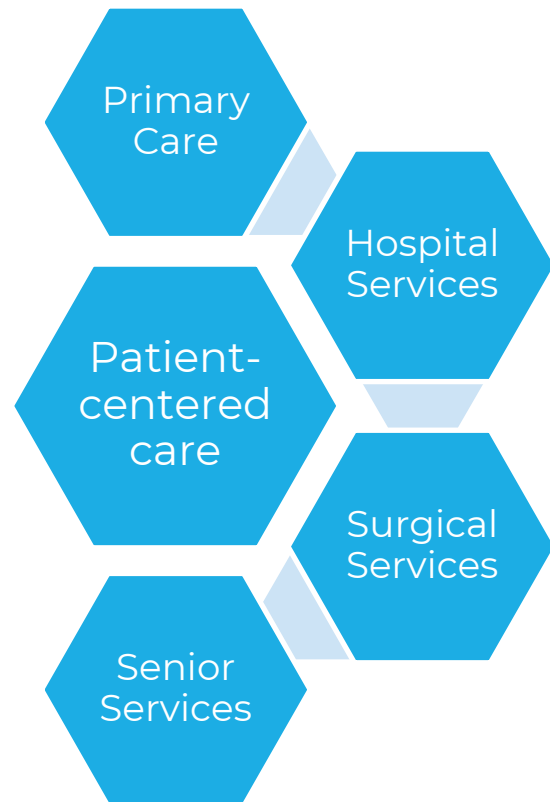 Primary
Care
Hospital
Services
Patient-
centered
care
Surgical
Services
Senior
Services